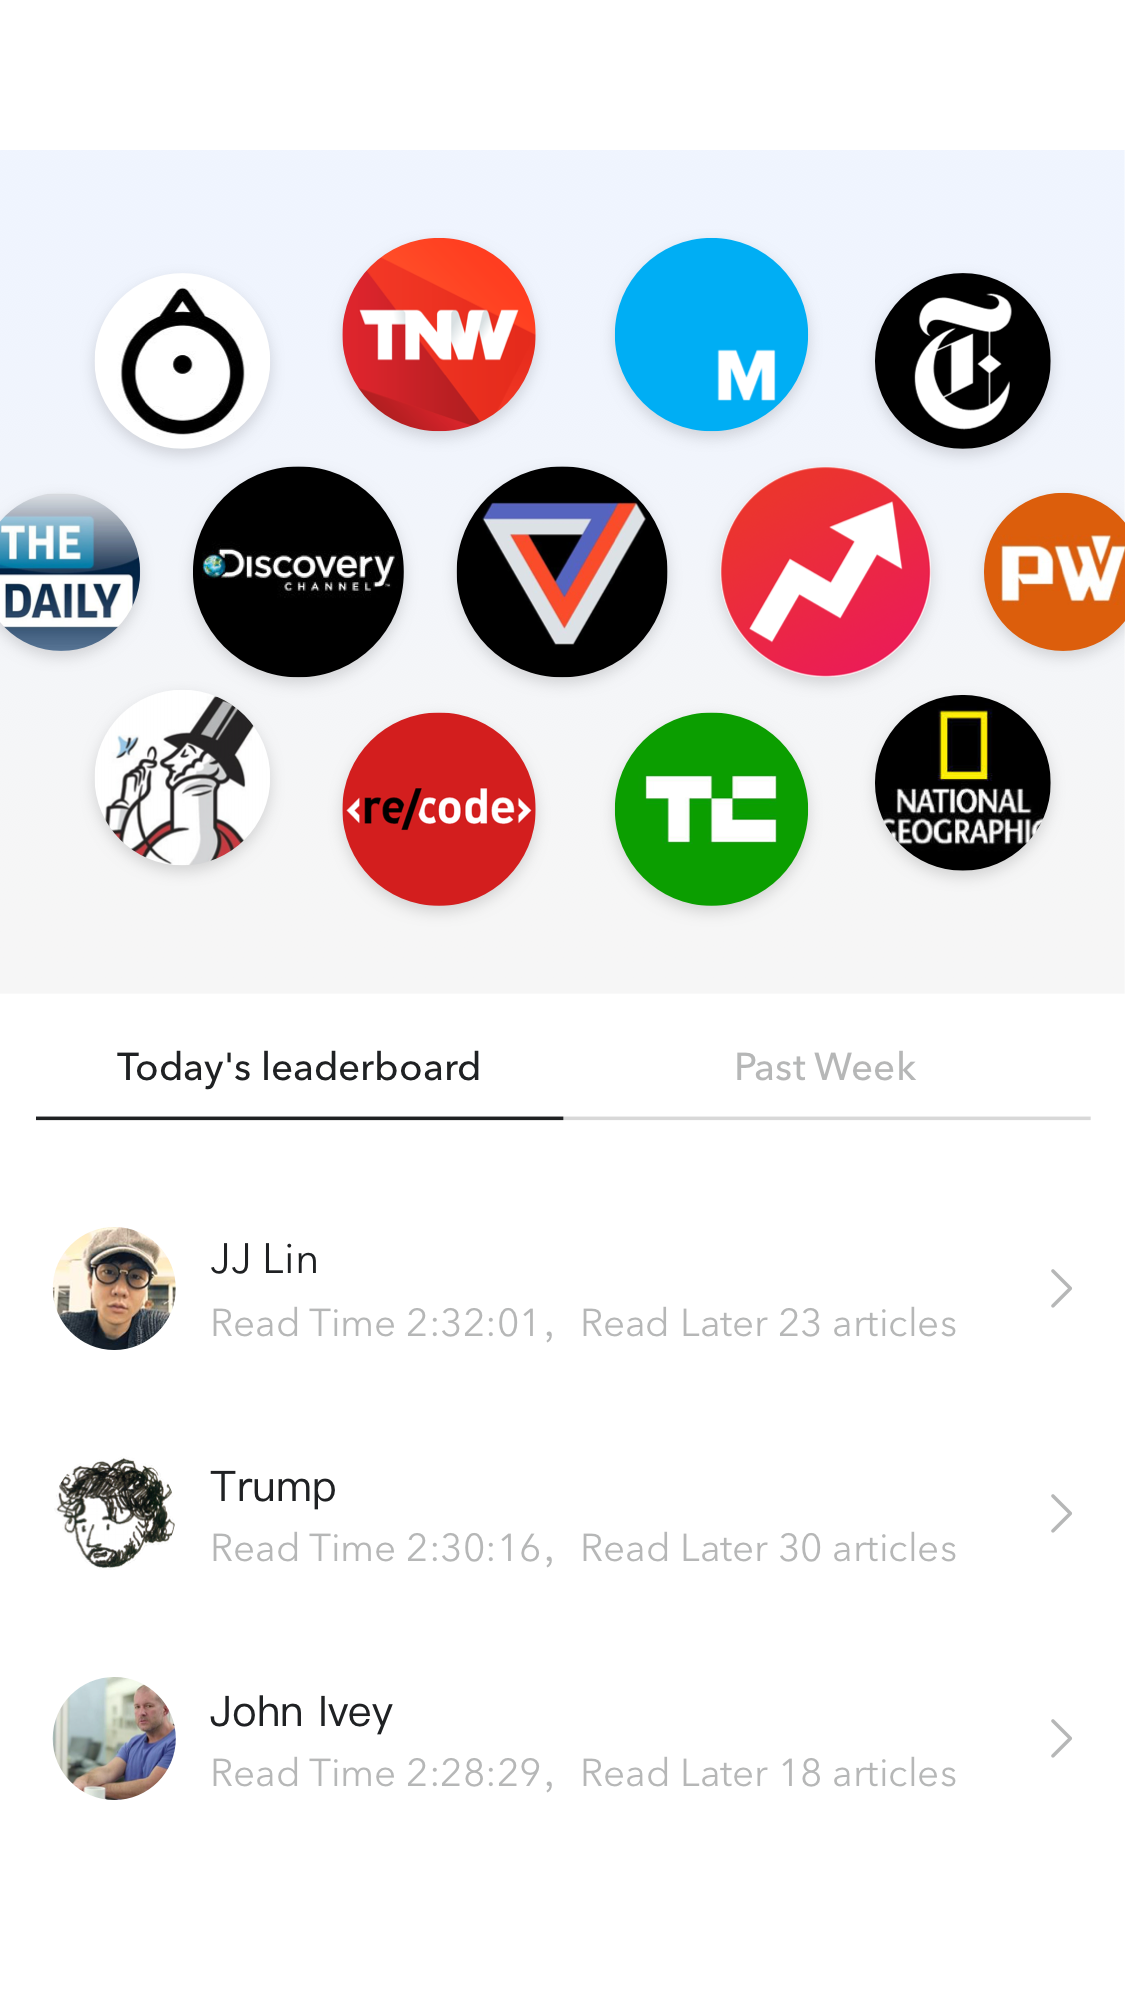 TNW
M
T
THE
DAILY
Discovery
CHANNEL
PW
<re/code>
TC
NATIONAL
GEOGRAPHIC
Today's leaderboard
Past Week
JJ Lin
Read Time 2:32:01, Read Later 23 articles
Trump
Read Time 2:30:16, Read Later 30 articles
John Ivey
Read Time 2:28:29, Read Later 18 articles